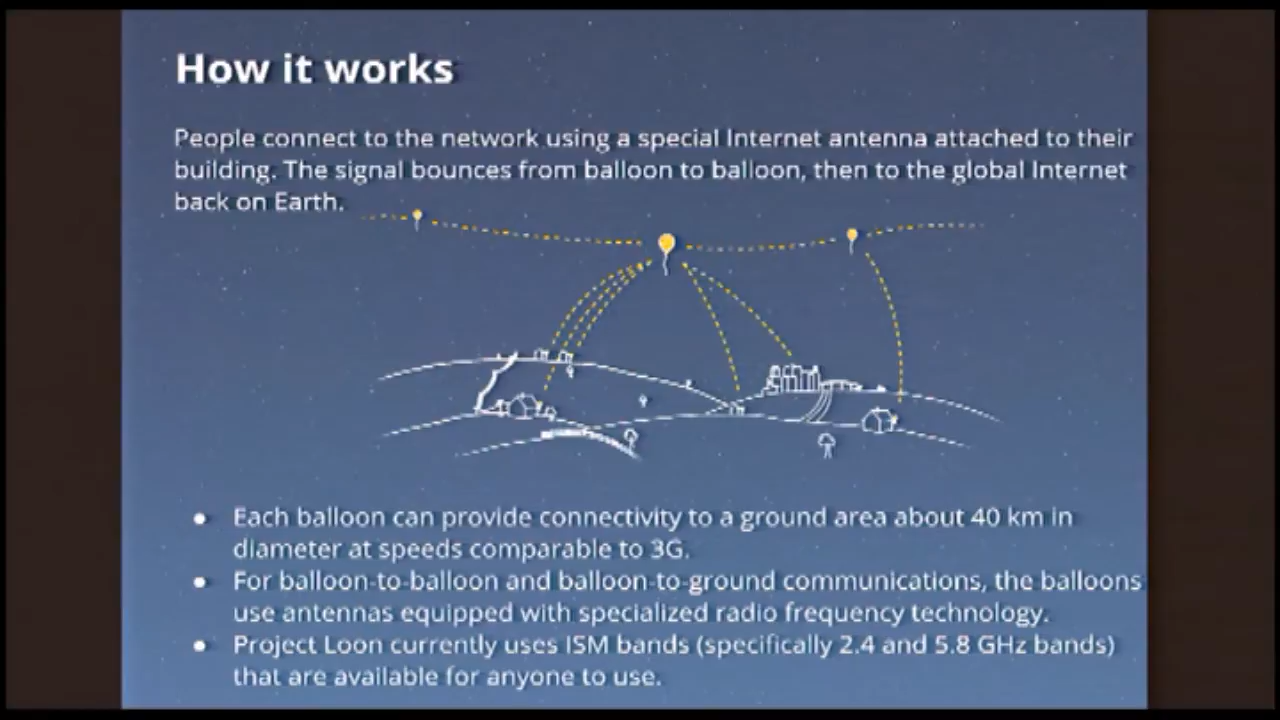 How it works
People connect to the network using a special Internet antenna attached to their
building. The signal bounces from balloon to balloon, then to the global Internet
back on Earth.
● Each balloon can provide connectivity to a ground area about 40 km in
diameter at speeds comparable to 3G.
● For balloon-to-balloon and balloon-to-ground communications, the balloons
use antennas equipped with specialized radio frequency technology.
● Project Loon currently uses ISM bands (specifically 2.4 and 5.8 GHz bands)
that are available for anyone to use.